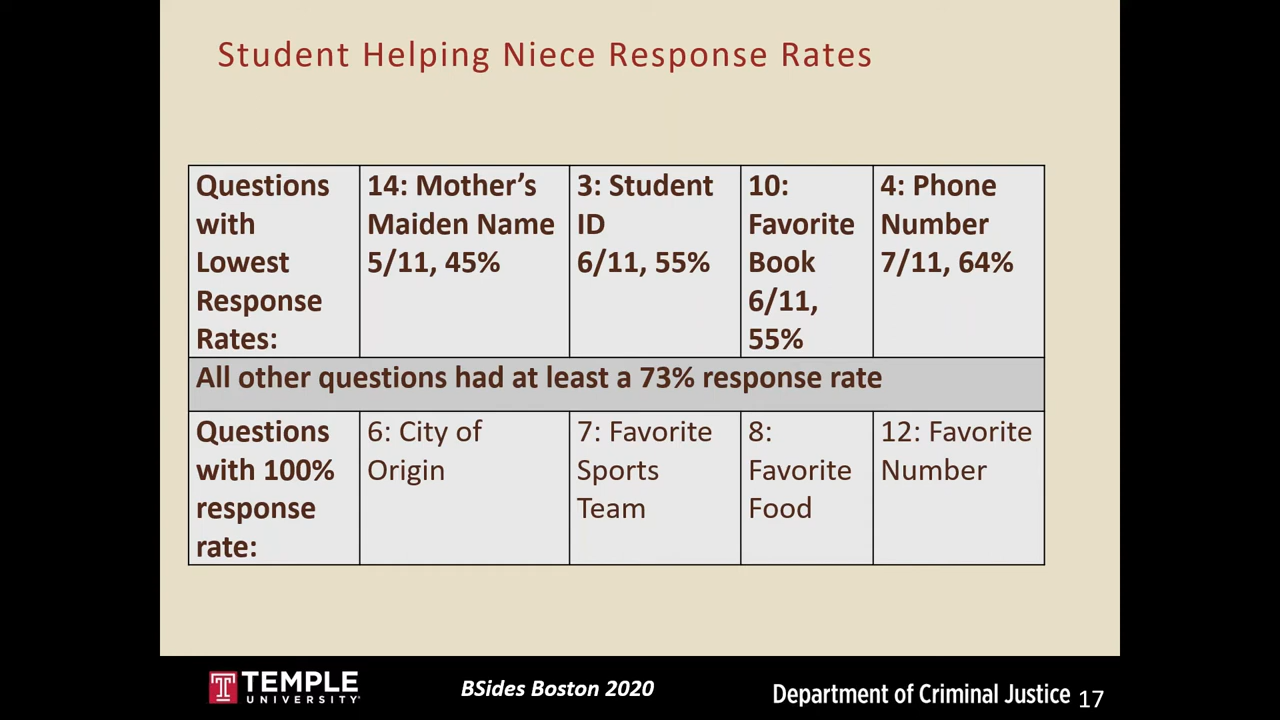 Student Helping Niece Response Rates
Questions
with
Lowest
Response
Rates:
14: Mother's
Maiden Name
5/11, 45%
3: Student
ID
6/11, 55%
10:
Favorite
Book
6/11,
55%
4: Phone
Number
7/11, 64%
All other questions had at least a 73% response rate
Questions
with 100%
response
rate:
6: City of
Origin
7: Favorite
Sports
Team
8:
Favorite
Food
12: Favorite
Number
TEMPLE
UNIVERSITY
BSides Boston 2020
Department of Criminal Justice 17